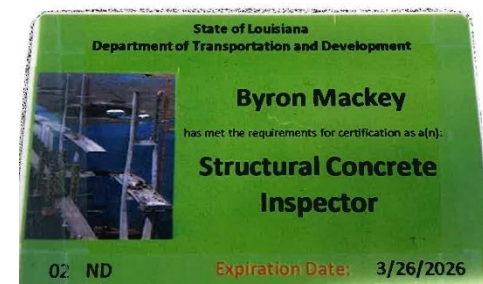 State of Louisiana
Department of Transportation and Development
Byron Mackey
has met the requirements for certification as a(n):
Structural Concrete
Inspector
02 ND Expiration Date: 3/26/2026